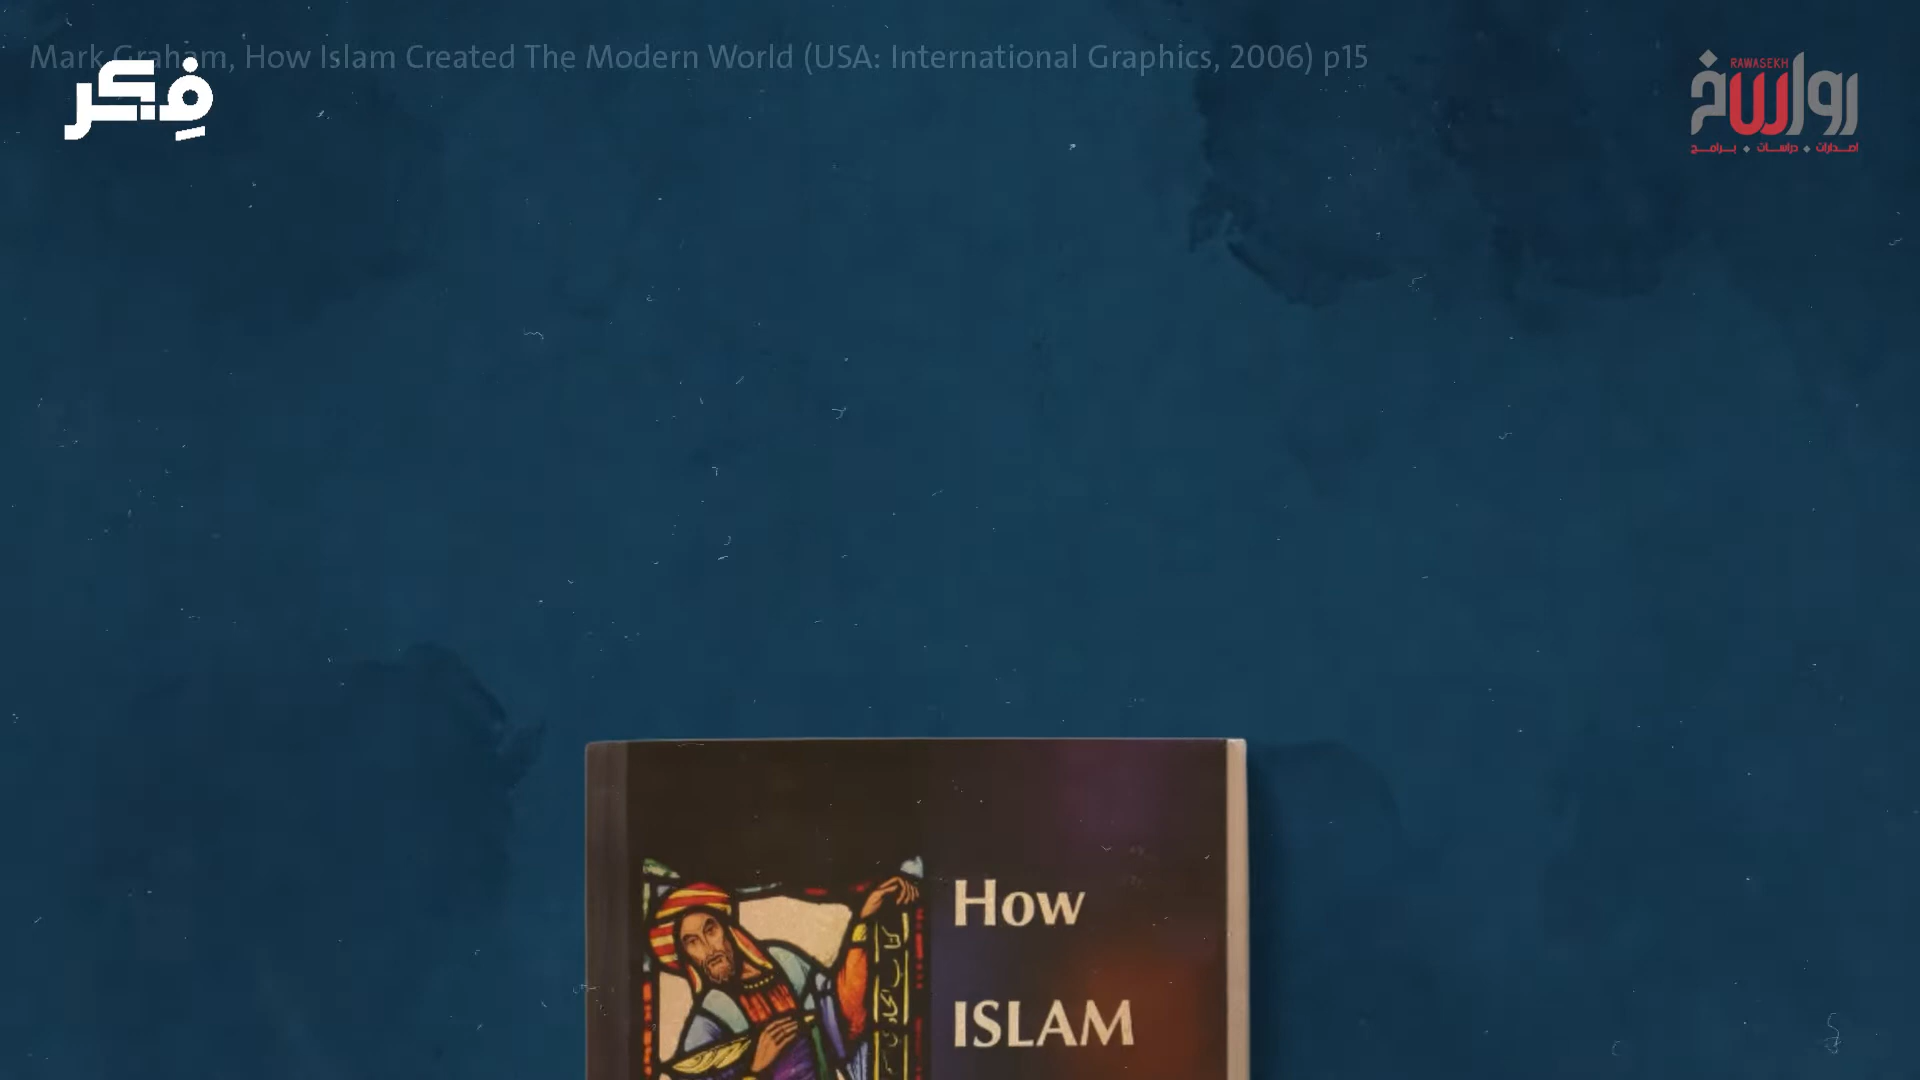 Mark Graham, How Islam Created The Modern World (USA: International Graphics, 2006) p15
فِكر
RAWASEKH
رواسخ
اصدارات ◆ دراسات ◆ برامج
How
ISLAM